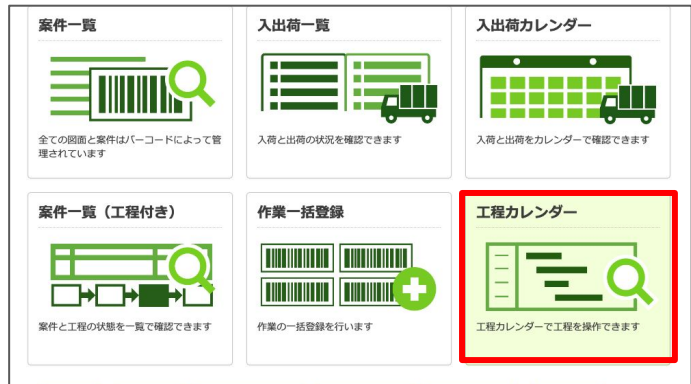 案件一覧
入出荷一覧
入出荷カレンダー
全ての図面と案件はバーコードによって管
理されています
入荷と出荷の状況を確認できます
入荷と出荷をカレンダーで確認できます
案件一覧（工程付き）
作業一括登録
工程カレンダー
案件と工程の状態を一覧で確認できます
作業の一括登録を行います
工程カレンダーで工程を操作できます